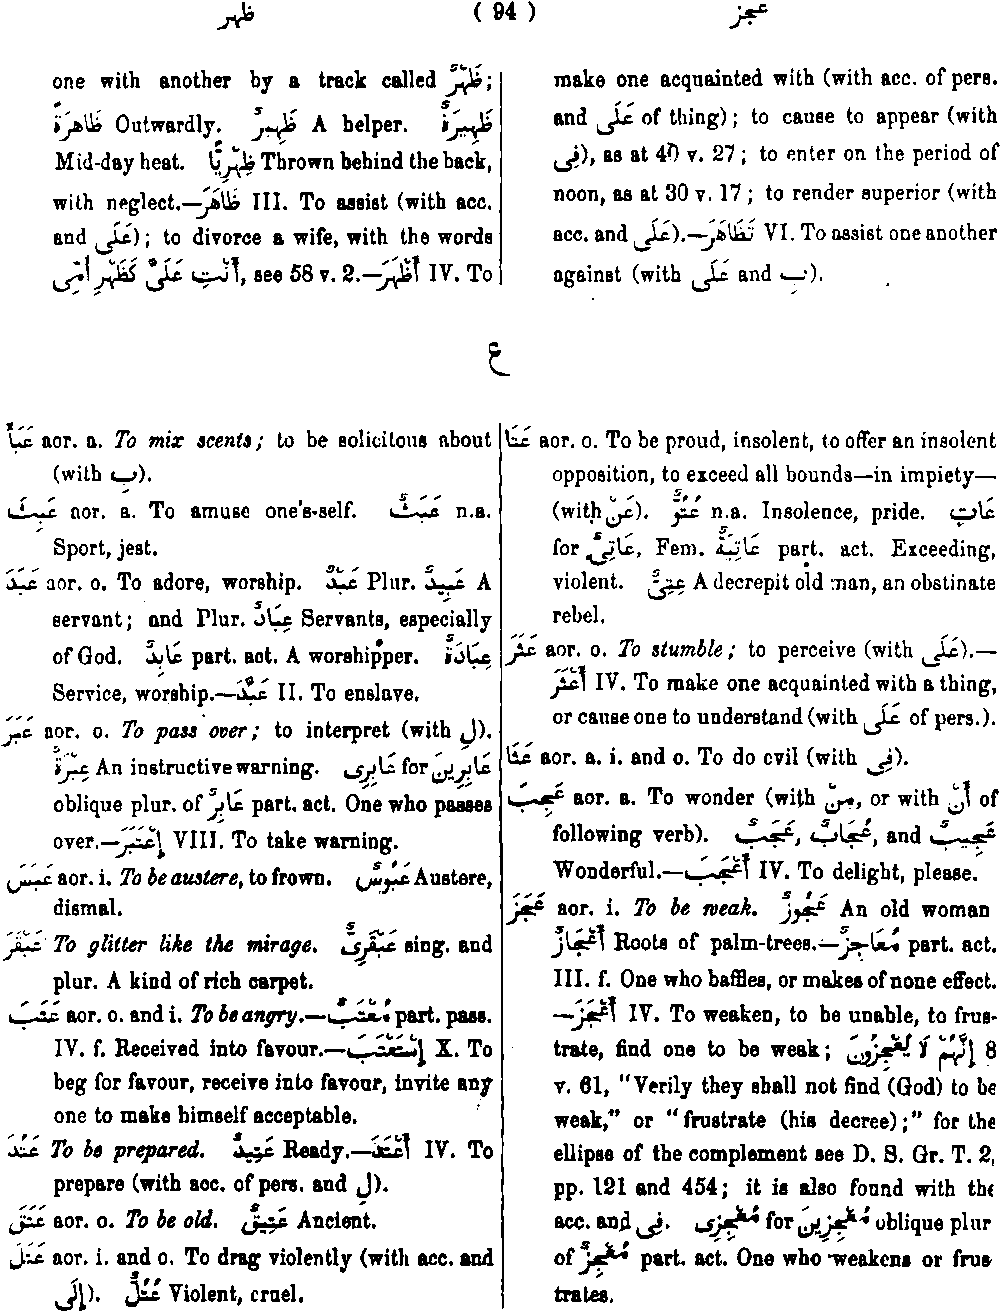 ظهر ( 94 ) عجز
one with another by a track called ظَهْرٌ;
ظَاهِرَةً Outwardly. ظَهِيرٌ A helper. ظَهِيرَةٌ
Mid-day heat. ظِهْرِيًّا Thrown behind the back,
with neglect.—ظَاهَرَ III. To assist (with acc.
and عَلَى); to divorce a wife, with the words
أَنْتِ عَلَيَّ كَظَهْرِ أُمِّى, see 58 v. 2.—أَظْهَرَ IV. To
make one acquainted with (with acc. of pers.
and عَلَى of thing); to cause to appear (with
فِى), as at 40 v. 27; to enter on the period of
noon, as at 30 v. 17; to render superior (with
acc. and عَلَى).—تَظَاهَرَ VI. To assist one another
against (with عَلَى and بِ).
ع
عَبَأَ aor. a. To mix scents; to be solicitous about
(with بِ).
عَبِثَ aor. a. To amuse one's-self. عَبَثٌ n.a.
Sport, jest.
عَبَدَ aor. o. To adore, worship. عَبْدٌ Plur. عَبِيدٌ A
servant; and Plur. عِبَادٌ Servants, especially
of God. عَابِدٌ part. act. A worshipper. عِبَادَةٌ
Service, worship.—عَبَّدَ II. To enslave.
عَبَرَ aor. o. To pass over; to interpret (with لِ).
عِبْرَةٌ An instructive warning. عَابِرِى for عَابِرِينَ
oblique plur. of عَابِرٌ part. act. One who passes
over.—إِعْتَبَرَ VIII. To take warning.
عَبَسَ aor. i. To be austere, to frown. عَبُوسٌ Austere,
dismal.
عَبْقَرَ To glitter like the mirage. عَبْقَرِىٌّ sing. and
plur. A kind of rich carpet.
عَتَبَ aor. o. and i. To be angry.—مُعْتَبٌ part. pass.
IV. f. Received into favour.—إِسْتَعْتَبَ X. To
beg for favour, receive into favour, invite any
one to make himself acceptable.
عَتَدَ To be prepared. عَتِيدٌ Ready.—أَعْتَدَ IV. To
prepare (with acc. of pers. and لِ).
عَتَقَ aor. o. To be old. عَتِيقٌ Ancient.
عَتَلَ aor. i. and o. To drag violently (with acc. and
إِلَى). عُتُلٌّ Violent, cruel.
عَتَا aor. o. To be proud, insolent, to offer an insolent
opposition, to exceed all bounds—in impiety—
(with عَنْ). عُتُوٌّ n.a. Insolence, pride. عَاتٍ
for عَاتِىٌ, Fem. عَاتِيَةٌ part. act. Exceeding,
violent. عِتِىٌّ A decrepit old man, an obstinate
rebel.
عَثَرَ aor. o. To stumble; to perceive (with عَلَى).—
أَعْثَرَ IV. To make one acquainted with a thing,
or cause one to understand (with عَلَى of pers.).
عَثَا aor. a. i. and o. To do evil (with فِى).
عَجِبَ aor. a. To wonder (with مِنْ, or with أَنْ of
following verb). عَجَبٌ, عُجَابٌ, and عَجِيبٌ
Wonderful.—أَعْجَبَ IV. To delight, please.
عَجَزَ aor. i. To be weak. عَجُوزٌ An old woman
أَعْجَازٌ Roots of palm-trees.—مُعَاجِزٌ part. act.
III. f. One who baffles, or makes of none effect.
—أَعْجَزَ IV. To weaken, to be unable, to frus-
trate, find one to be weak; إِنَّهُمْ لَا يُعْجِزُونَ 8
v. 61, "Verily they shall not find (God) to be
weak," or "frustrate (his decree);" for the
ellipse of the complement see D. S. Gr. T. 2,
pp. 121 and 454; it is also found with the
acc. and فِى. مُعْجِزِى for مُعْجِزِينَ oblique plur
of مُعْجِزٌ part. act. One who weakens or frus
trates.